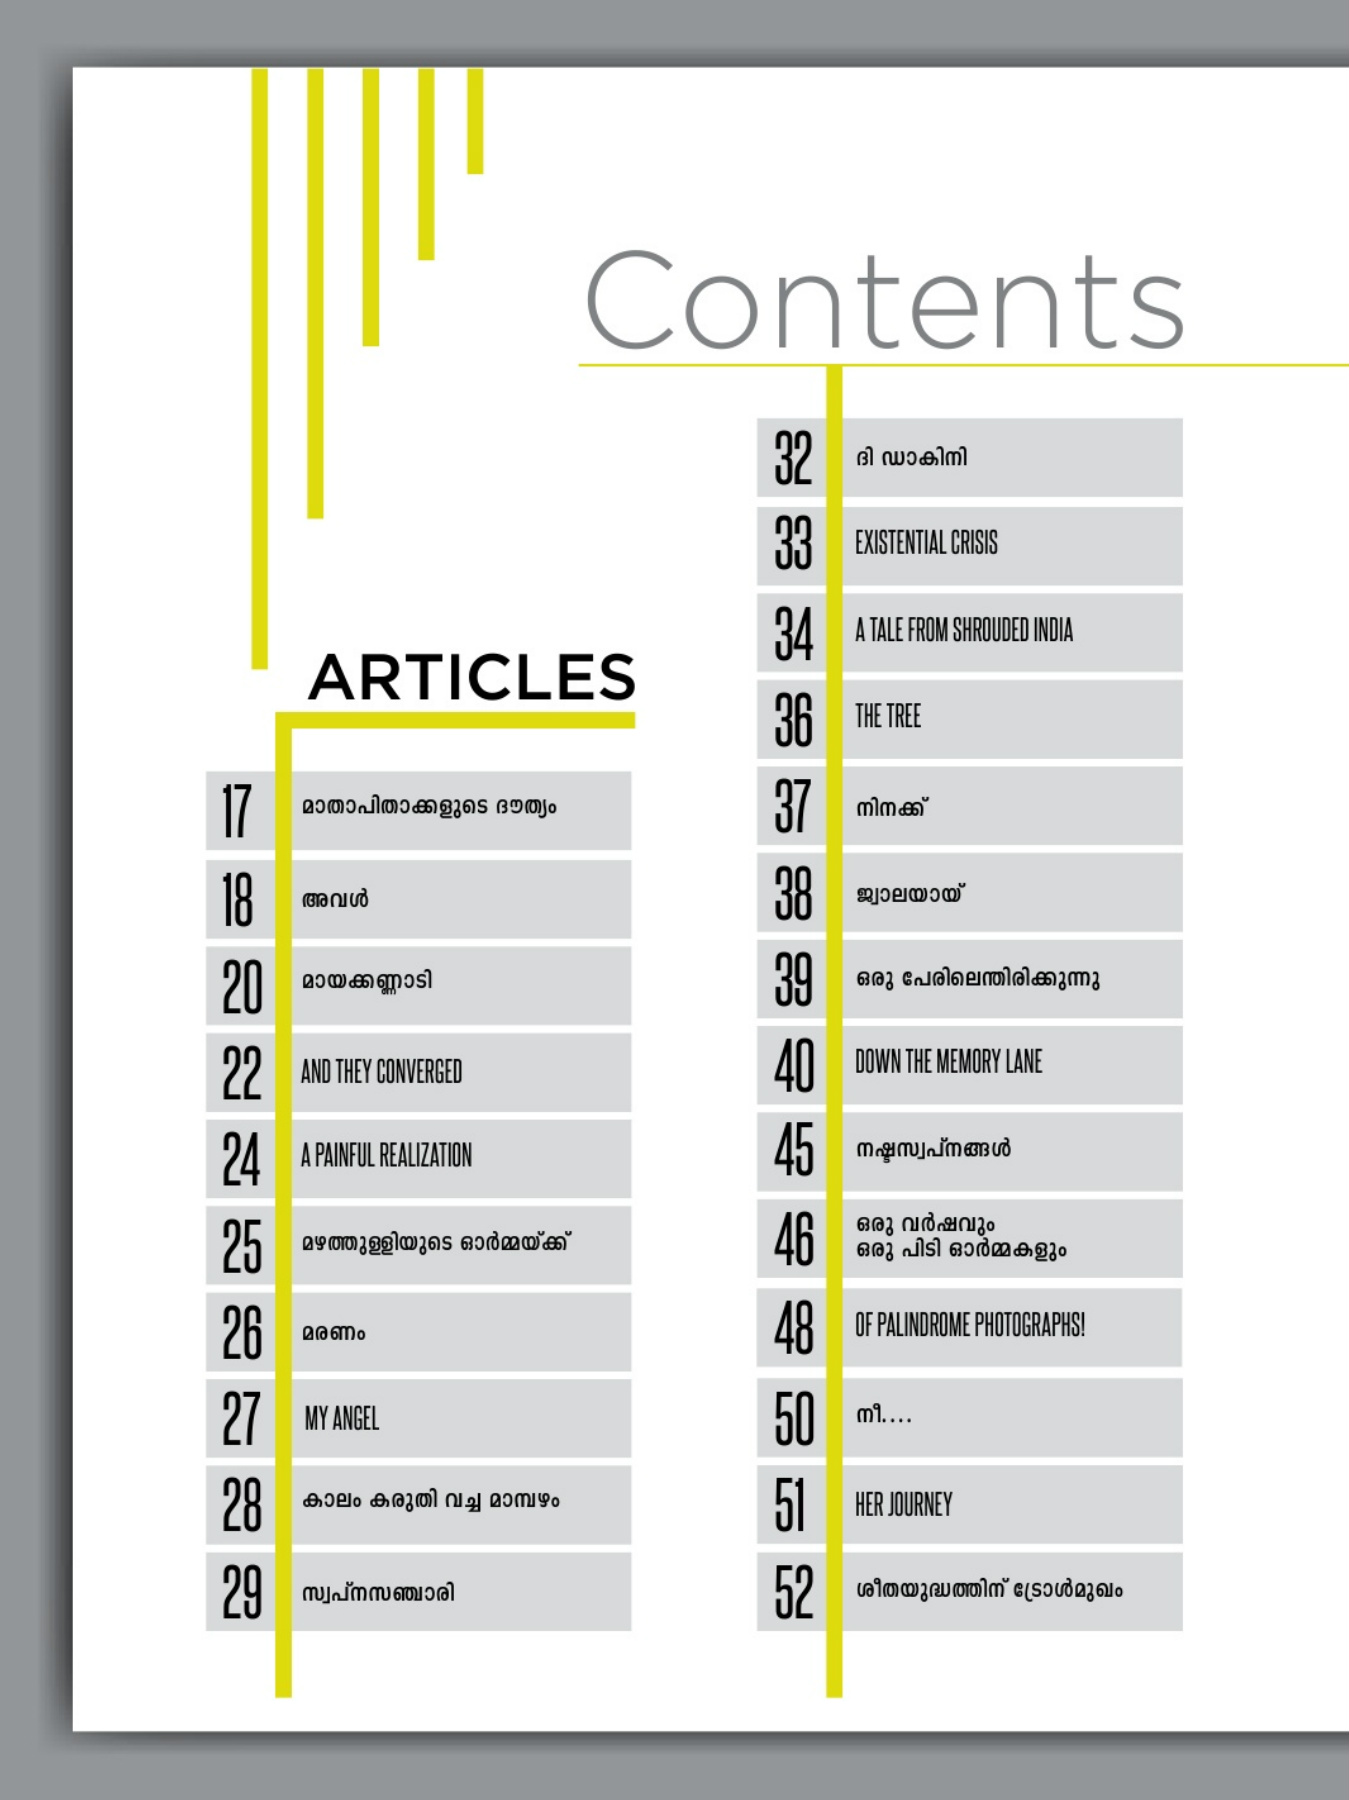 Contents
ARTICLES
17 മാതാപിതാക്കളുടെ ദൗത്യം
18 അവൾ
20 മായക്കണ്ണാടി
22 AND THEY CONVERGED
24 A PAINFUL REALIZATION
25 മഴത്തുള്ളിയുടെ ഓർമ്മയ്ക്ക്
26 മരണം
27 MY ANGEL
28 കാലം കരുതി വച്ച മാമ്പഴം
29 സ്വപ്നസഞ്ചാരി
32 ദി ഡാകിനി
33 EXISTENTIAL CRISIS
34 A TALE FROM SHROUDED INDIA
36 THE TREE
37 നിനക്ക്
38 ജ്വാലയായ്
39 ഒരു പേരിലെന്തിരിക്കുന്നു
40 DOWN THE MEMORY LANE
45 നഷ്ടസ്വപ്നങ്ങൾ
46 ഒരു വർഷവും
ഒരു പിടി ഓർമ്മകളും
48 OF PALINDROME PHOTOGRAPHS!
50 നീ....
51 HER JOURNEY
52 ശീതയുദ്ധത്തിന് ട്രോൾമുഖം